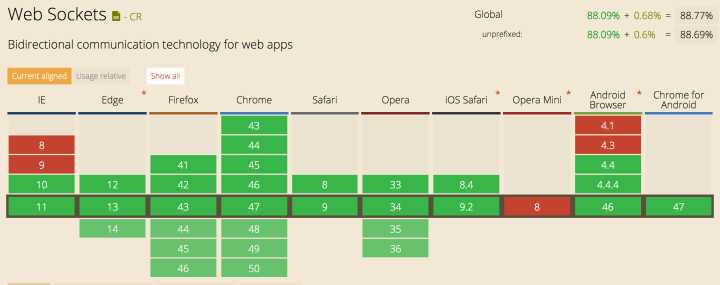 Web Sockets - CR
Global 88.09% + 0.68% = 88.77%
unprefixed: 88.09% + 0.6% = 88.69%
Bidirectional communication technology for web apps
Current aligned Usage relative Show all
IE Edge * Firefox Chrome Safari Opera iOS Safari * Opera Mini * Android Browser * Chrome for Android
43 4.1
8 44 4.3
9 41 45 4.4
10 12 42 46 8 33 8.4 4.4.4
11 13 43 47 9 34 9.2 8 46 47
14 44 48 35
45 49 36
46 50